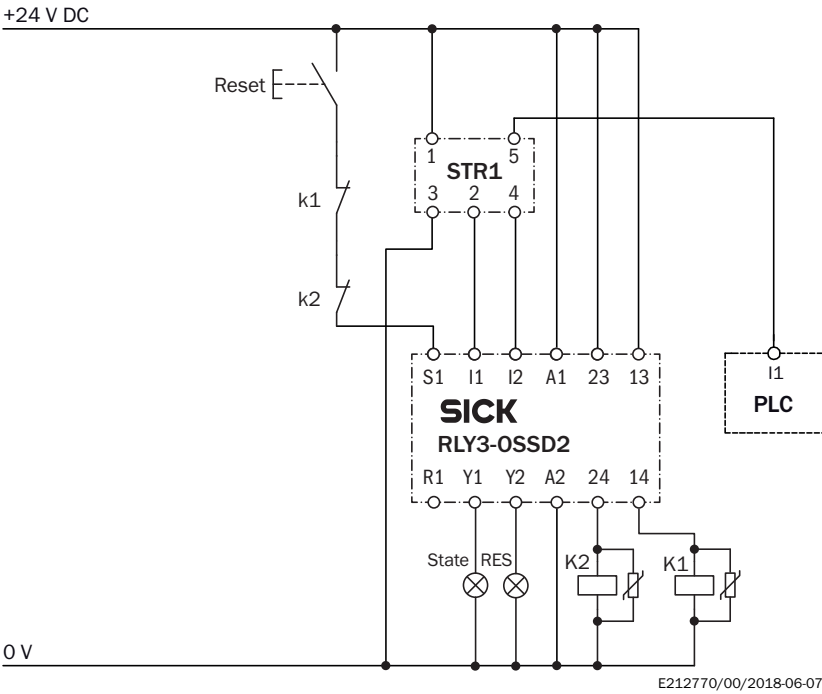 +24 V DC
Reset
1 5
STR1
3 2 4
k1
k2
S1 I1 I2 A1 23 13
I1
SICK
PLC
RLY3-OSSD2
R1 Y1 Y2 A2 24 14
State RES K2 K1
0 V
E212770/00/2018-06-07